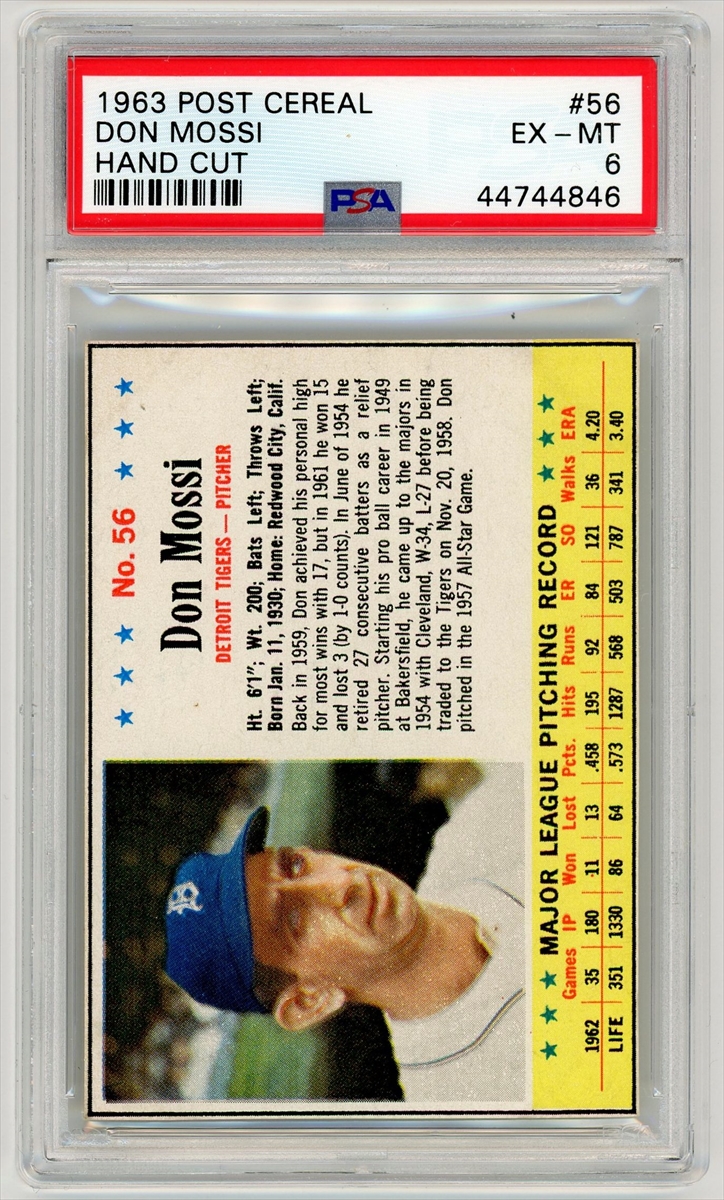 1963 POST CEREAL #56
DON MOSSI EX – MT
HAND CUT 6
PSA 44744846
★ ★ ★ No. 56 ★ ★ ★
Don Mossi
DETROIT TIGERS — PITCHER
Ht. 6'1"; Wt. 200; Bats Left; Throws Left;
Born Jan. 11, 1930; Home: Redwood City, Calif.
Back in 1959, Don achieved his personal high
for most wins with 17, but in 1961 he won 15
and lost 3 (by 1-0 counts). In June of 1954 he
retired 27 consecutive batters as a relief
pitcher. Starting his pro ball career in 1949
at Bakersfield, he came up to the majors in
1954 with Cleveland, W-34, L-27 before being
traded to the Tigers on Nov. 20, 1958. Don
pitched in the 1957 All-Star Game.
D
★ ★ ★ MAJOR LEAGUE PITCHING RECORD ★ ★ ★
Games IP Won Lost Pcts. Hits Runs ER SO Walks ERA
1962 35 180 11 13 .458 195 92 84 121 36 4.20
LIFE 351 1330 86 64 .573 1287 568 503 787 341 3.40